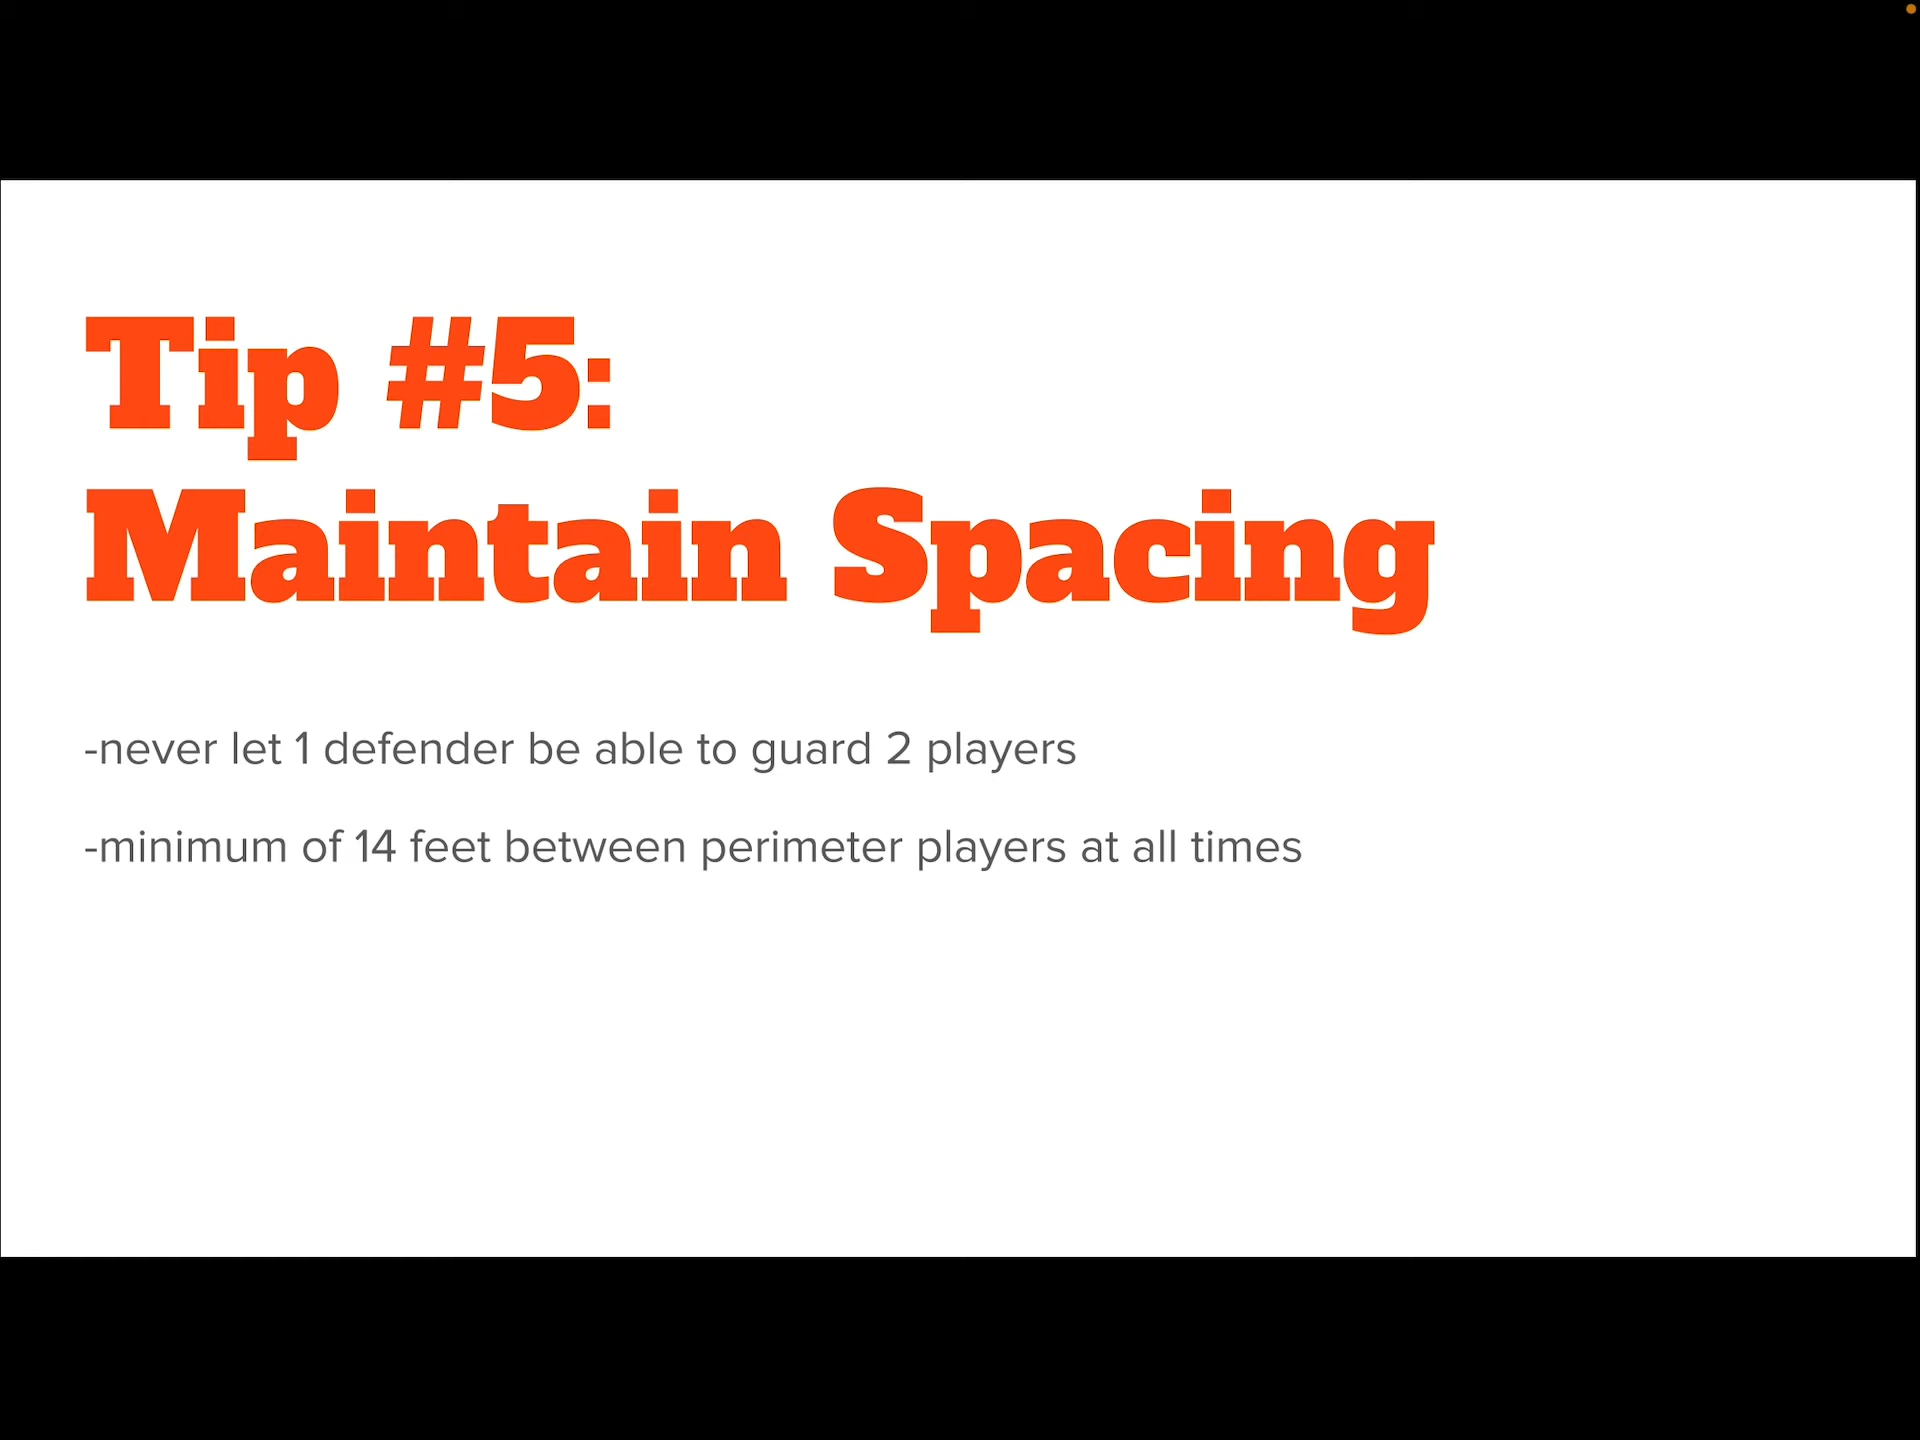 Tip #5:
Maintain Spacing
-never let 1 defender be able to guard 2 players
-minimum of 14 feet between perimeter players at all times